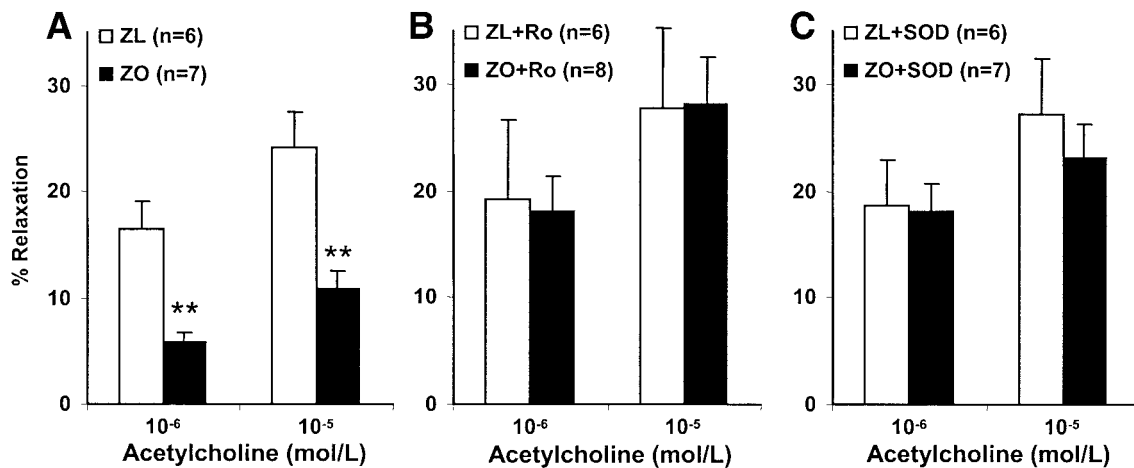 A
ZL (n=6)
ZO (n=7)
30
20
10
0
% Relaxation
**
**
10-6
10-5
Acetylcholine (mol/L)
B
ZL+Ro (n=6)
ZO+Ro (n=8)
30
20
10
0
10-6
10-5
Acetylcholine (mol/L)
C
ZL+SOD (n=6)
ZO+SOD (n=7)
30
20
10
0
10-6
10-5
Acetylcholine (mol/L)